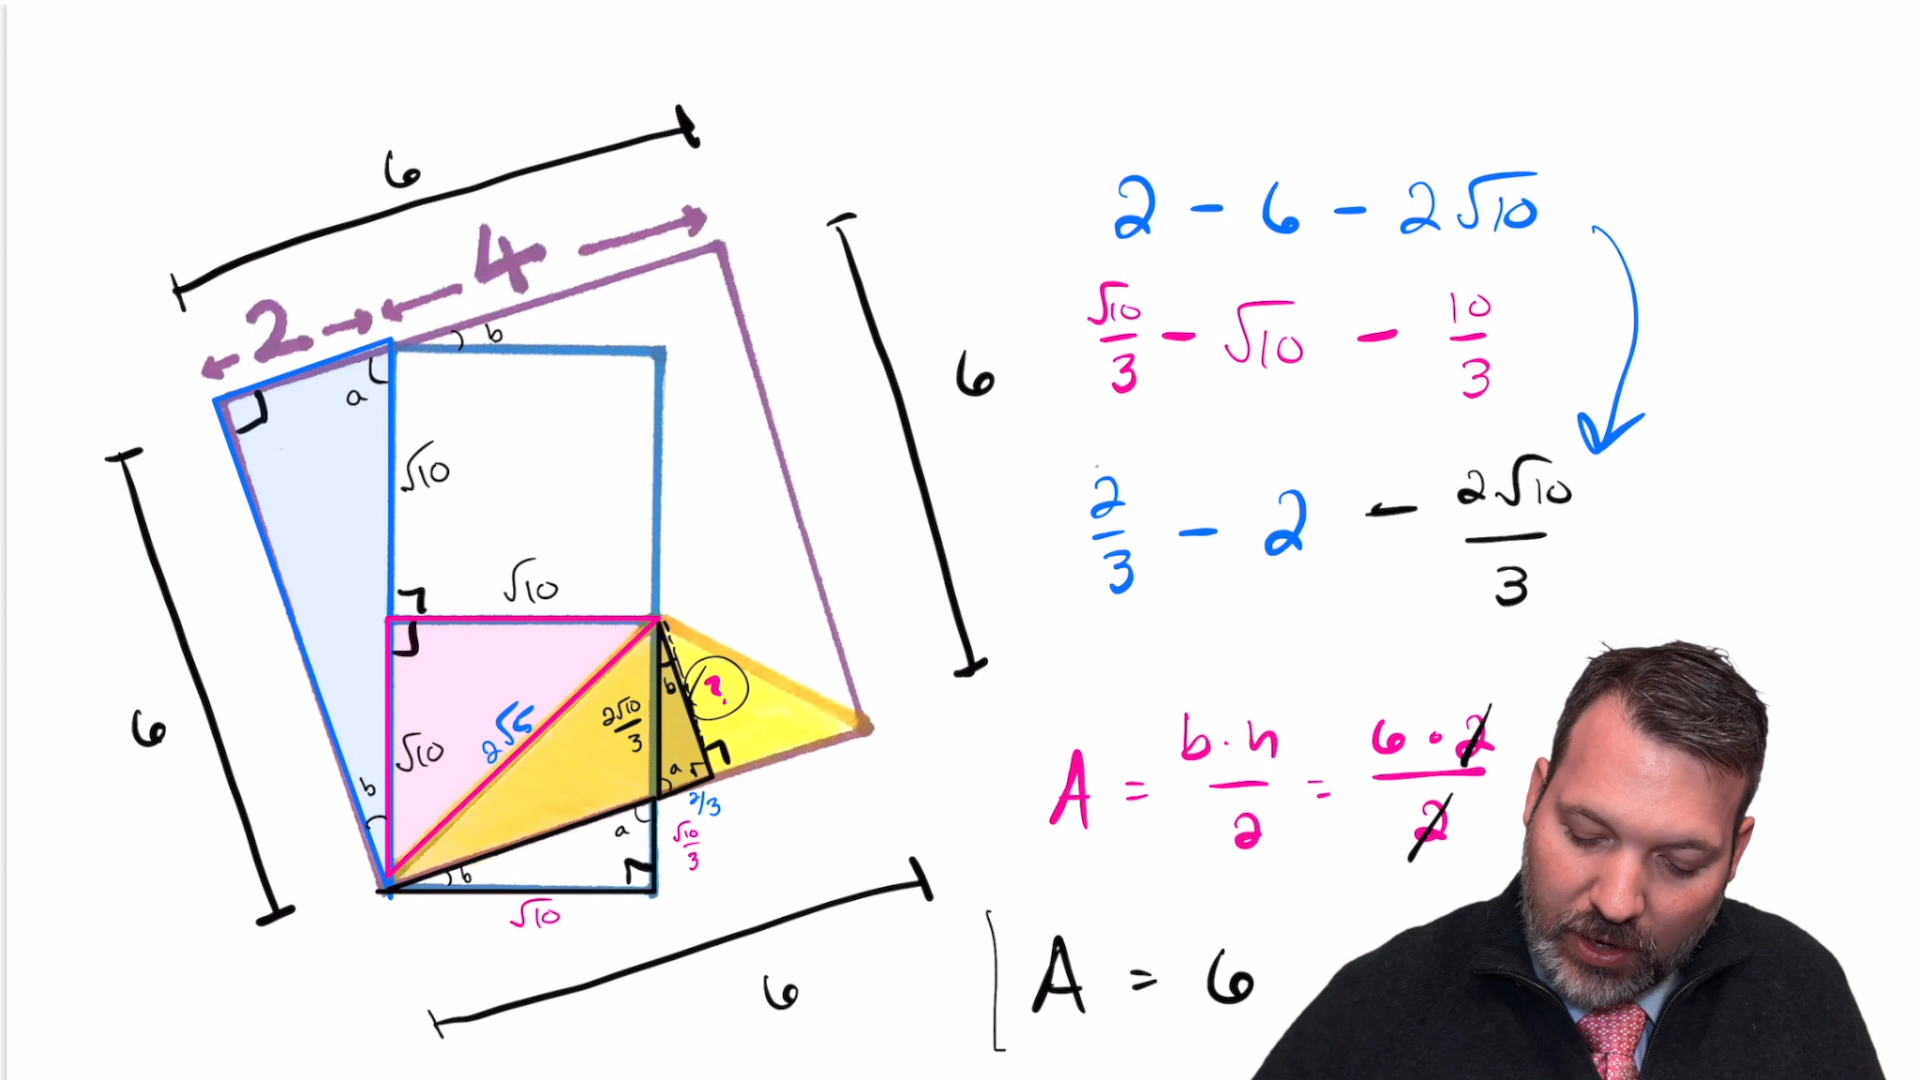 6
4
2
b
a
6
√10
√10
?
b
2√10/3
2√5
√10
6
b
a
2/3
a
√10/3
b
√10
6
2 - 6 - 2√10
√10/3 - √10 - 10/3
2/3 - 2 - 2√10/3
A = b·h/2 = 6·2/2
A = 6